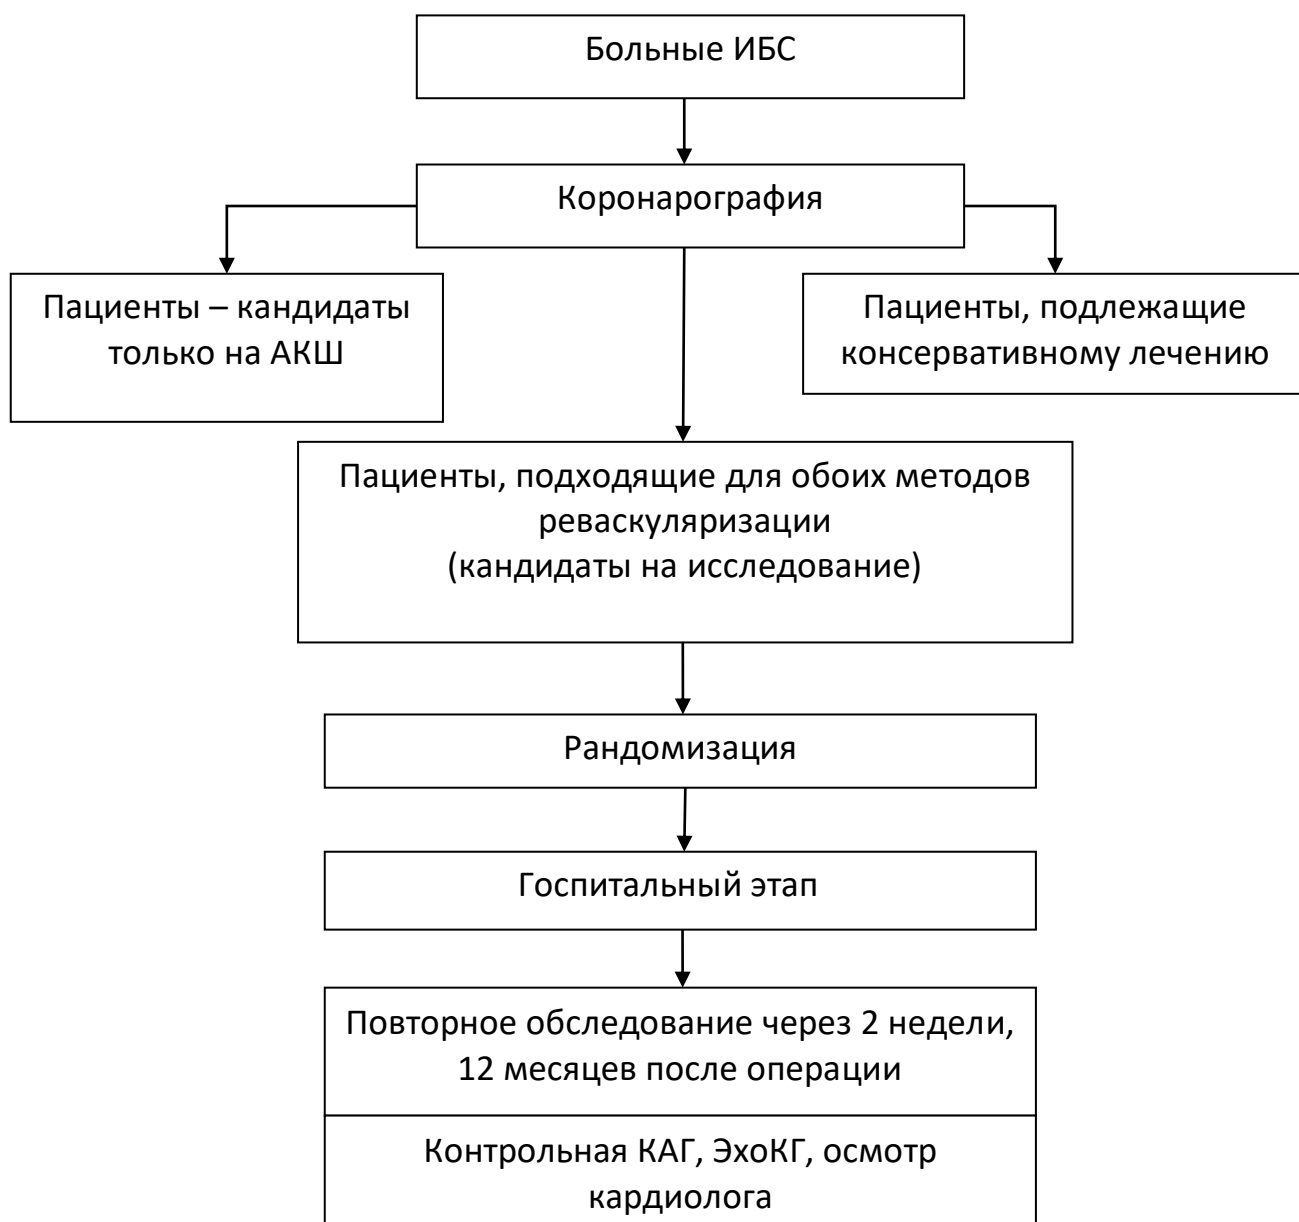 Больные ИБС
Коронарография
Пациенты – кандидаты
только на АКШ
Пациенты, подлежащие
консервативному лечению
Пациенты, подходящие для обоих методов
реваскуляризации
(кандидаты на исследование)
Рандомизация
Госпитальный этап
Повторное обследование через 2 недели,
12 месяцев после операции
Контрольная КАГ, ЭхоКГ, осмотр
кардиолога